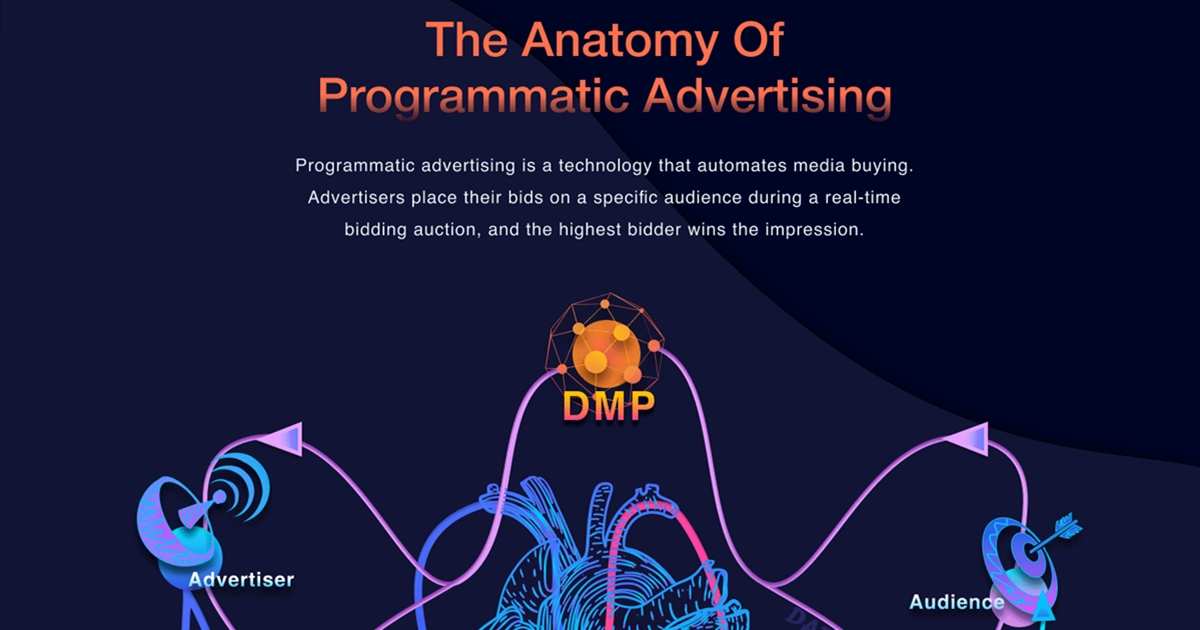 The Anatomy Of
Programmatic Advertising
Programmatic advertising is a technology that automates media buying.
Advertisers place their bids on a specific audience during a real-time
bidding auction, and the highest bidder wins the impression.
DMP
Advertiser
Audience